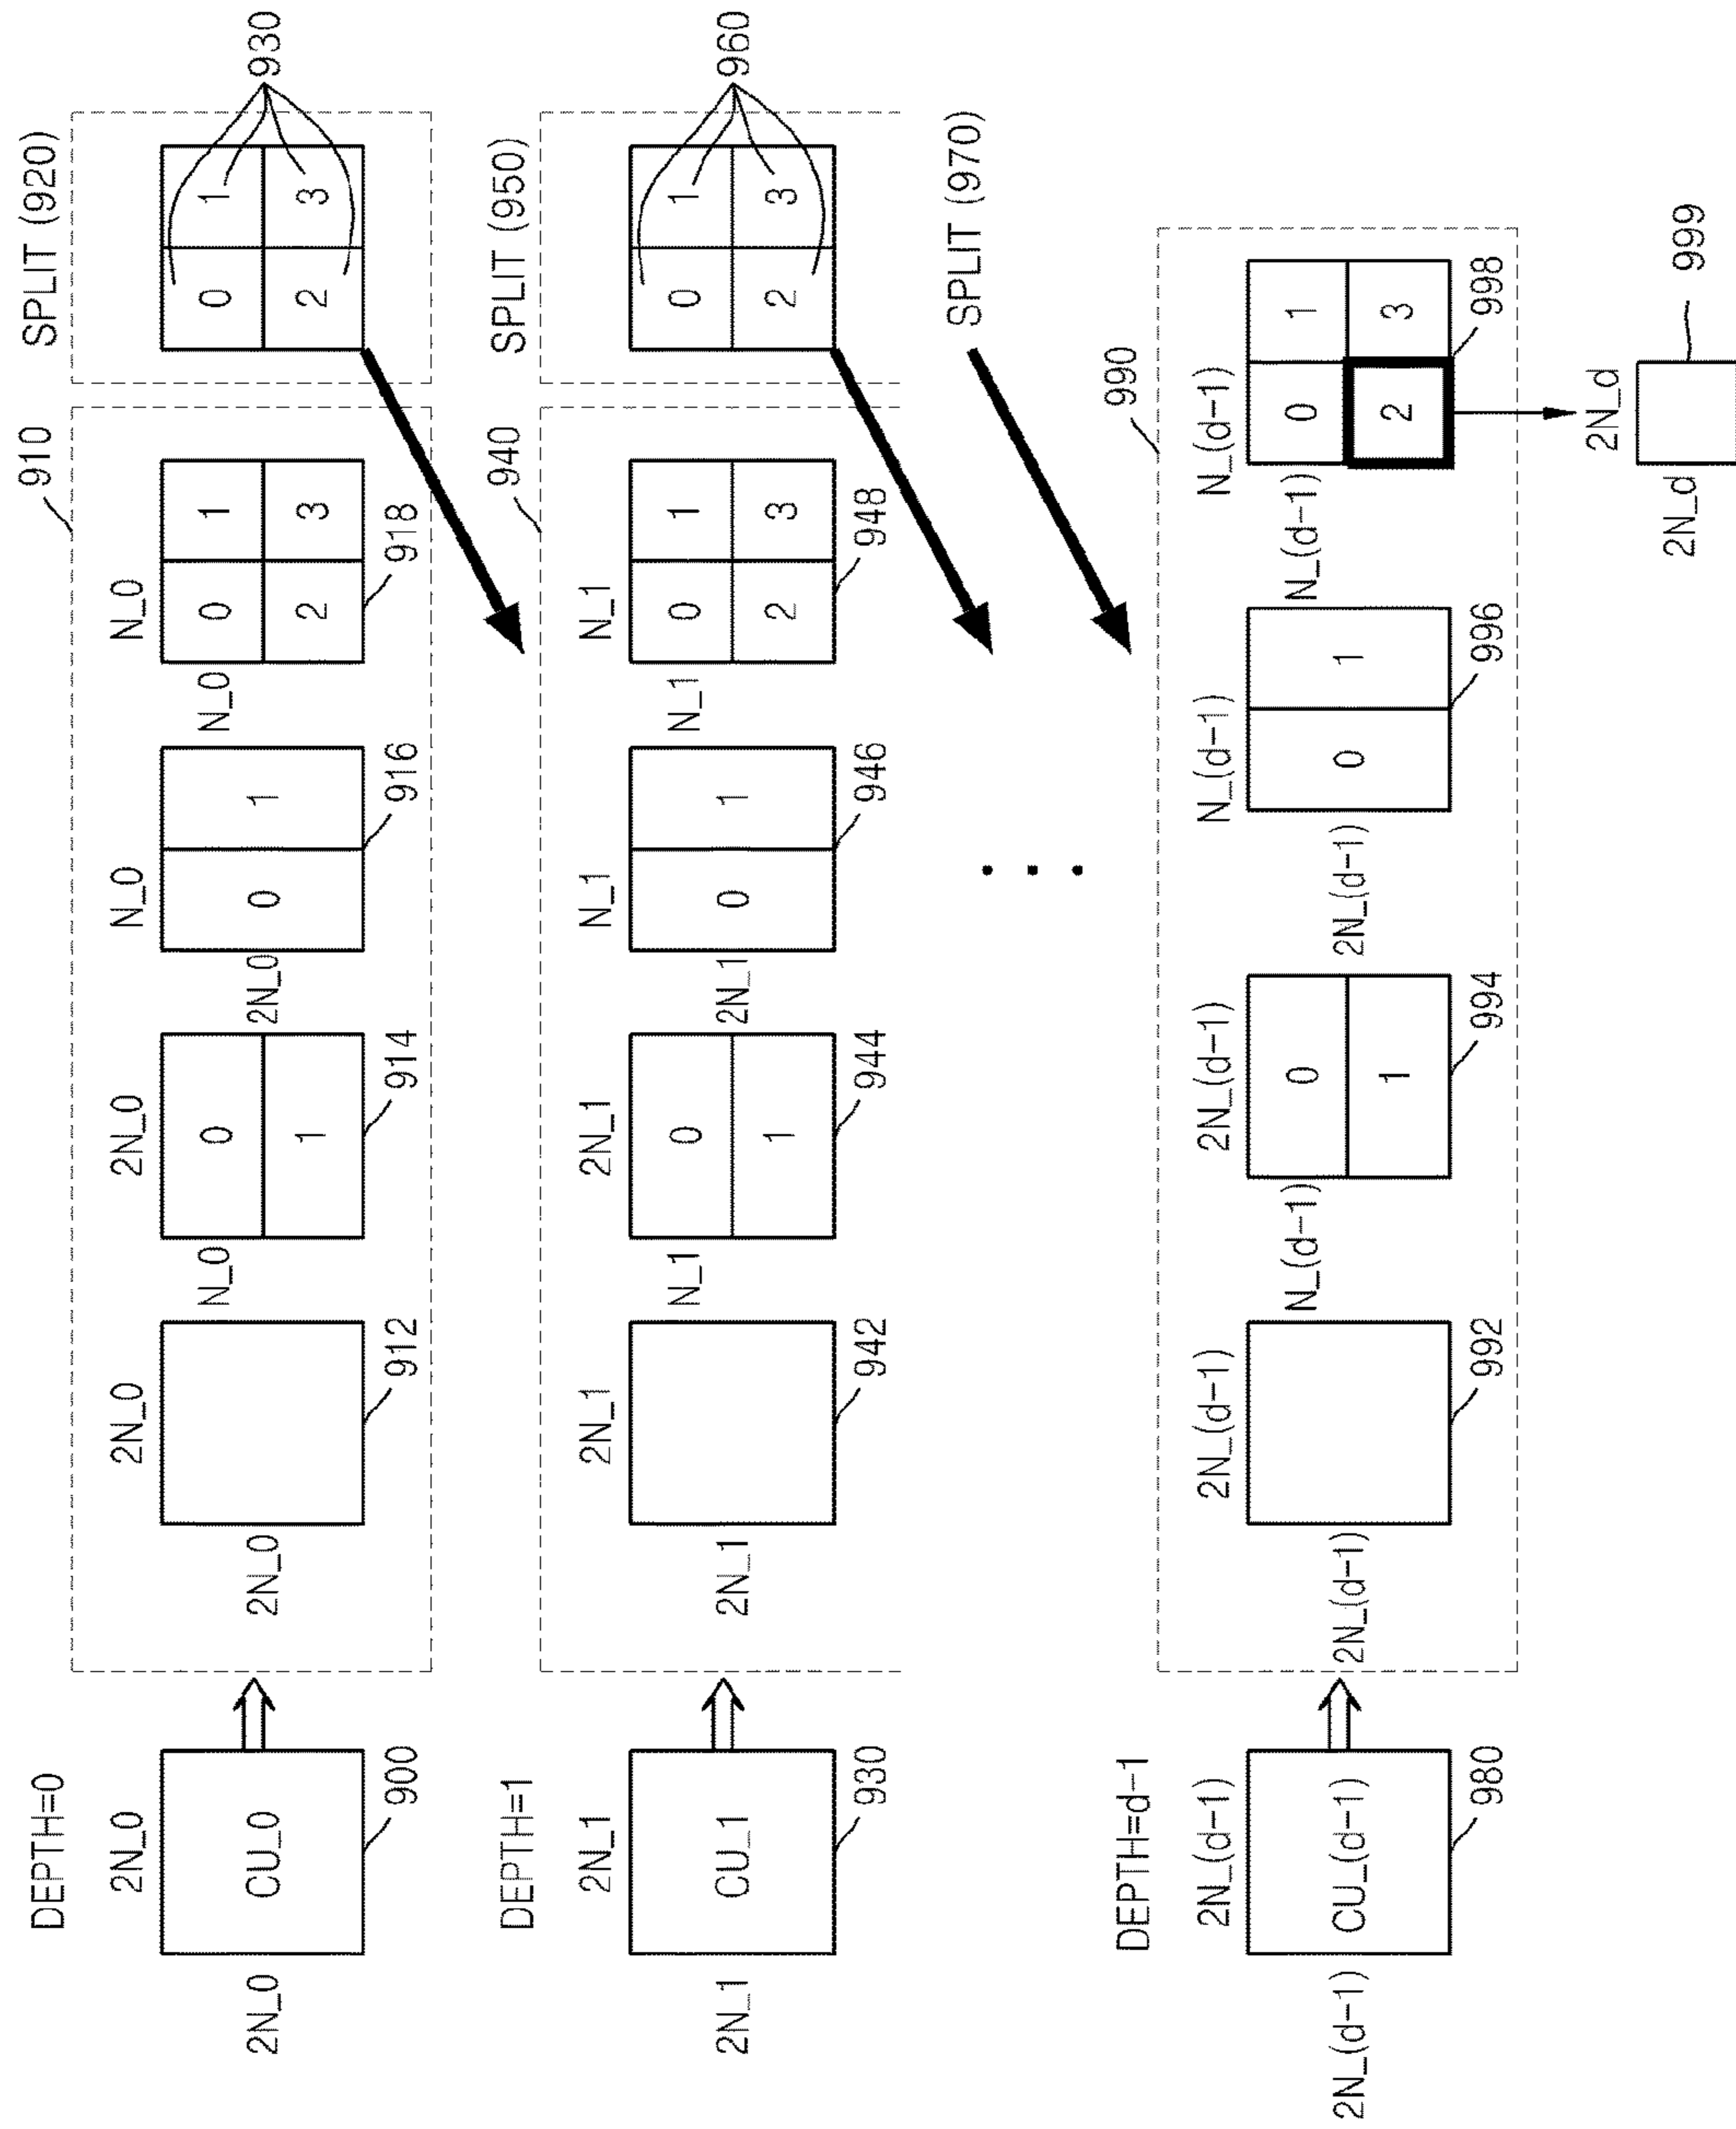 DEPTH=0
2N_0
2N_0
CU_0
900
910
2N_0
2N_0
912
2N_0
N_0
0
1
914
N_0
2N_0
0
1
916
N_0
N_0
0
1
2
3
918
SPLIT (920)
0
1
2
3
930
DEPTH=1
2N_1
2N_1
CU_1
930
940
2N_1
2N_1
942
2N_1
N_1
0
1
944
N_1
2N_1
0
1
946
N_1
N_1
0
1
2
3
948
SPLIT (950)
0
1
2
3
960
SPLIT (970)
DEPTH=d-1
2N_(d-1)
2N_(d-1)
CU_(d-1)
980
990
2N_(d-1)
2N_(d-1)
992
2N_(d-1)
N_(d-1)
0
1
994
N_(d-1)
2N_(d-1)
0
1
996
N_(d-1)
N_(d-1)
0
1
2
3
998
2N_d
2N_d
999